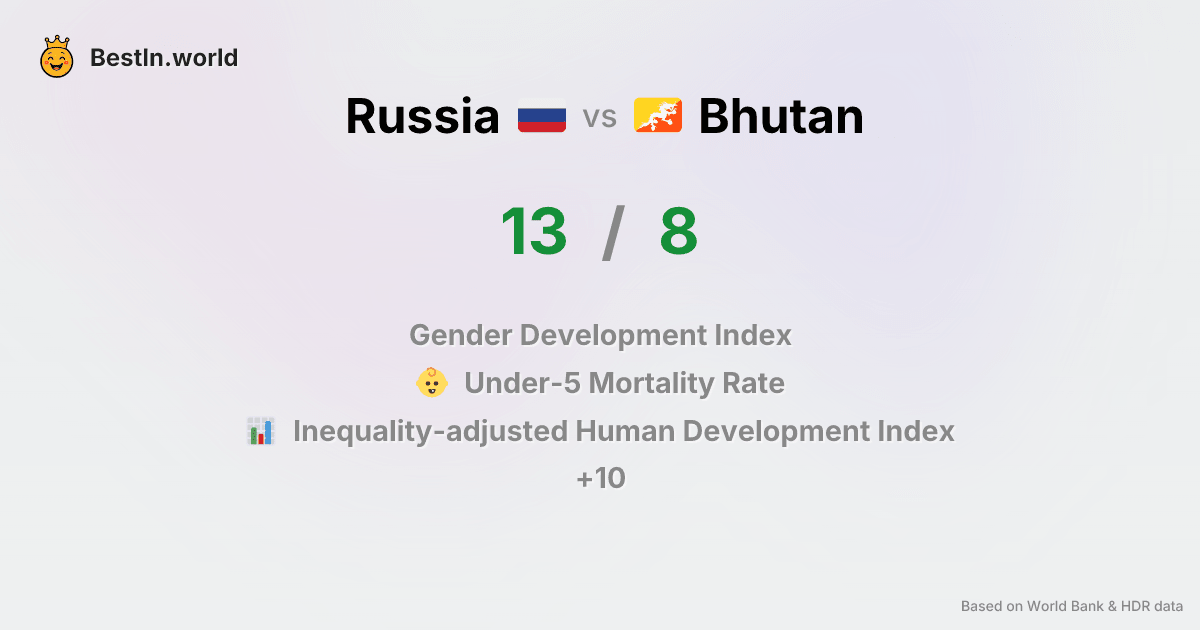 BestIn.world
Russia vs Bhutan
13 / 8
Gender Development Index
Under-5 Mortality Rate
Inequality-adjusted Human Development Index
+10
Based on World Bank & HDR data